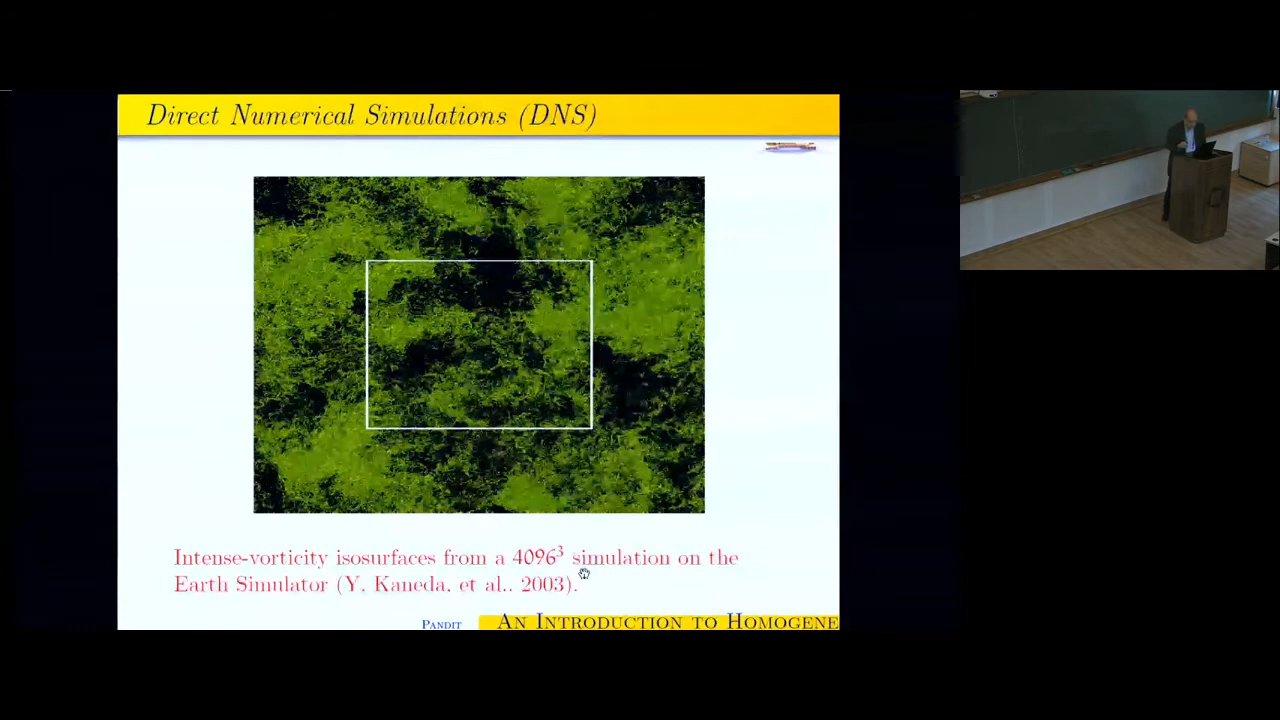 Direct Numerical Simulations (DNS)
Intense-vorticity isosurfaces from a 4096³ simulation on the
Earth Simulator (Y. Kaneda, et al., 2003).
Pandit An Introduction to Homogene